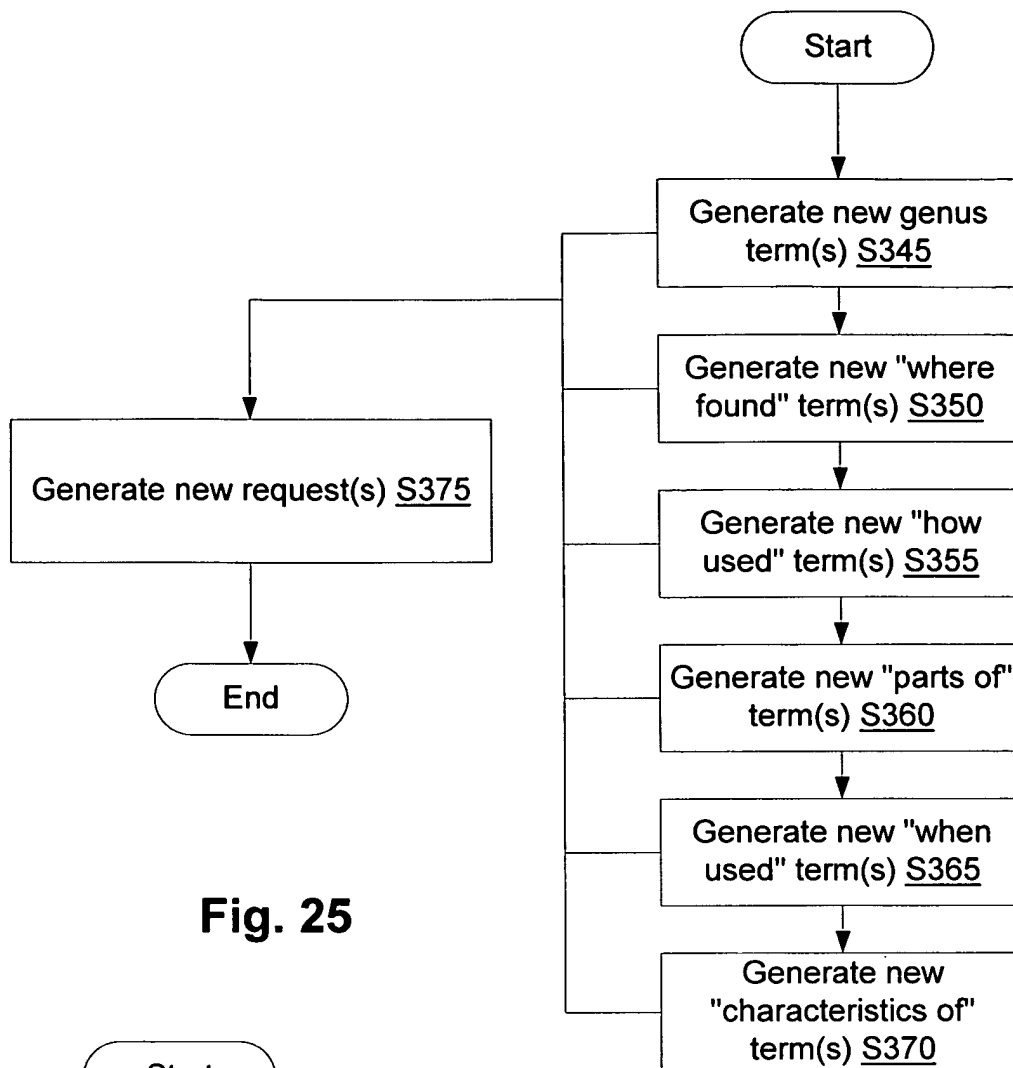 Start
Generate new genus
term(s) S345
Generate new "where
found" term(s) S350
Generate new "how
used" term(s) S355
Generate new "parts of"
term(s) S360
Generate new "when
used" term(s) S365
Generate new
"characteristics of"
term(s) S370
Generate new request(s) S375
End
Fig. 25
Start